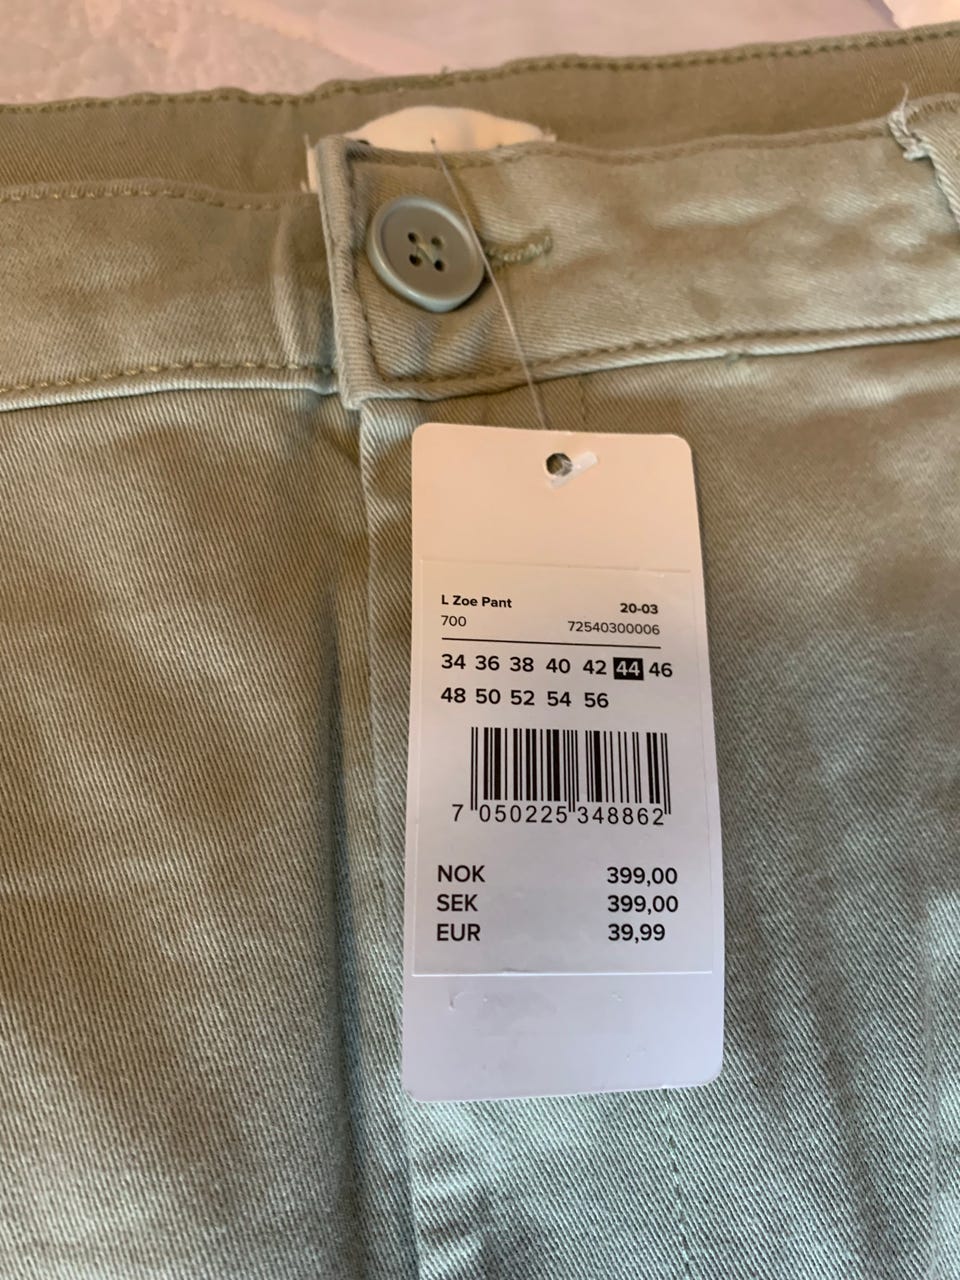 L Zoe Pant 20-03
700 72540300006
34 36 38 40 42 44 46
48 50 52 54 56
7 050225 348862
NOK 399,00
SEK 399,00
EUR 39,99